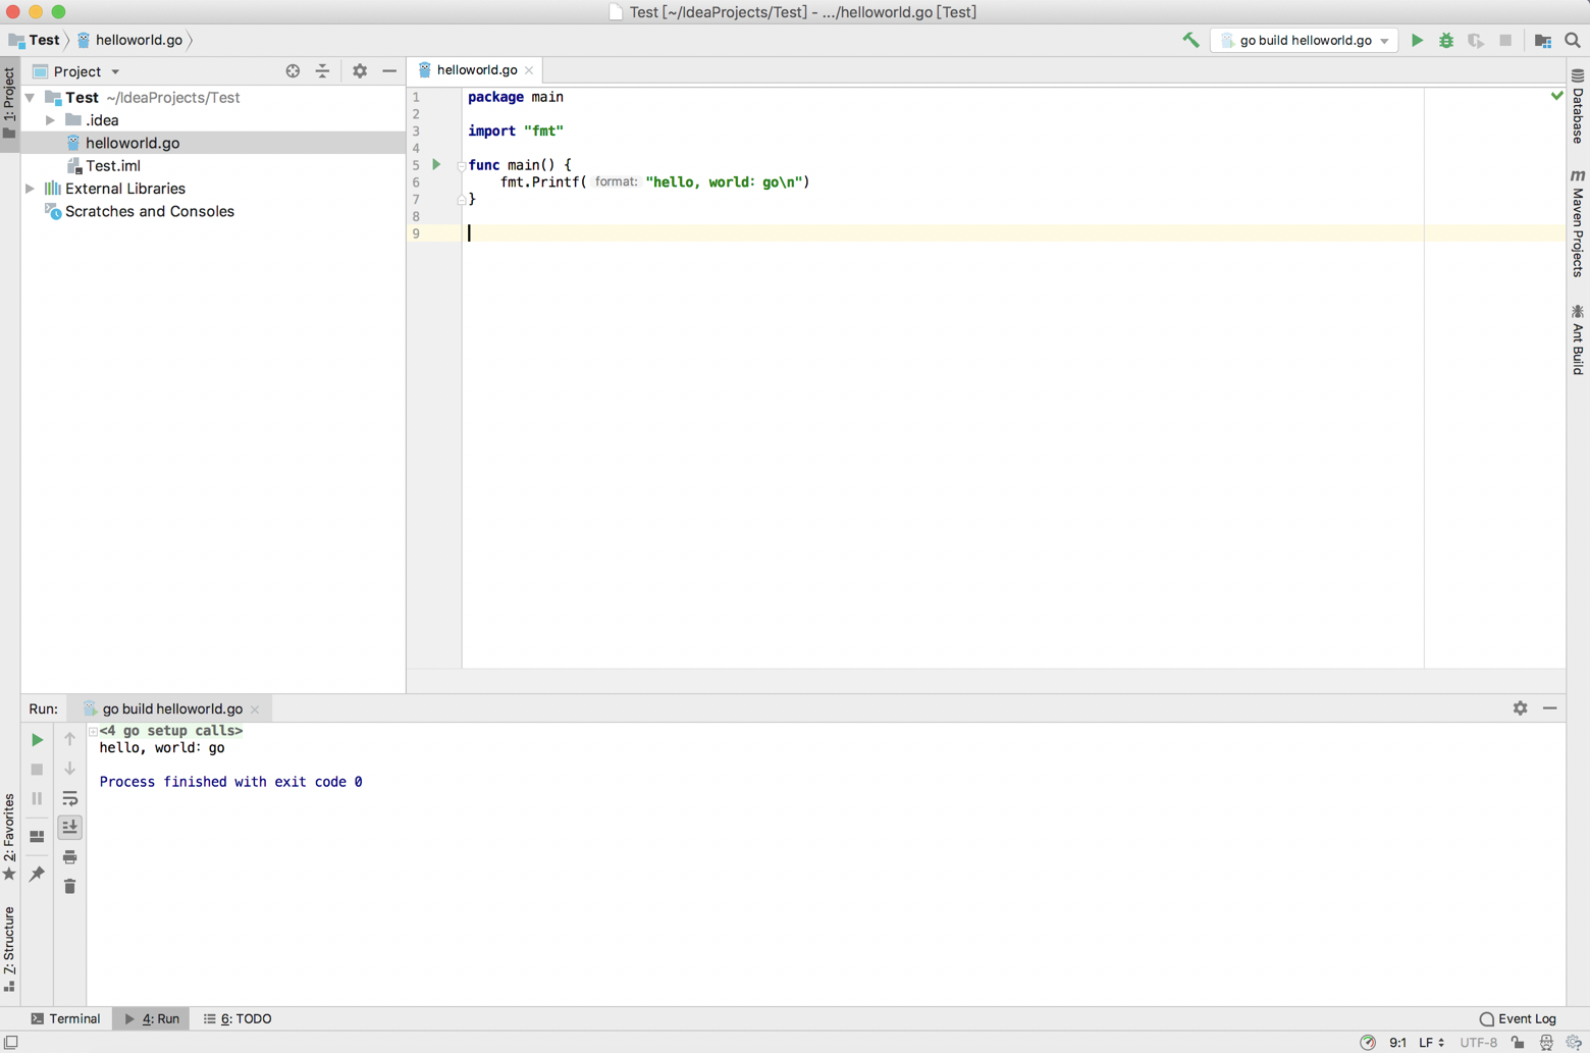 Test [~/IdeaProjects/Test] - .../helloworld.go [Test]
Test
helloworld.go
go build helloworld.go
1: Project
Project
Test ~/IdeaProjects/Test
.idea
helloworld.go
Test.iml
External Libraries
Scratches and Consoles
helloworld.go
1 package main
2
3 import "fmt"
4
5 func main() {
6 fmt.Printf( format: "hello, world: go\n")
7 }
8
9
Database
m Maven Projects
Ant Build
Run:
go build helloworld.go
<4 go setup calls>
hello, world: go
Process finished with exit code 0
2: Favorites
Z: Structure
Terminal
4: Run
6: TODO
Event Log
9:1
LF
UTF-8